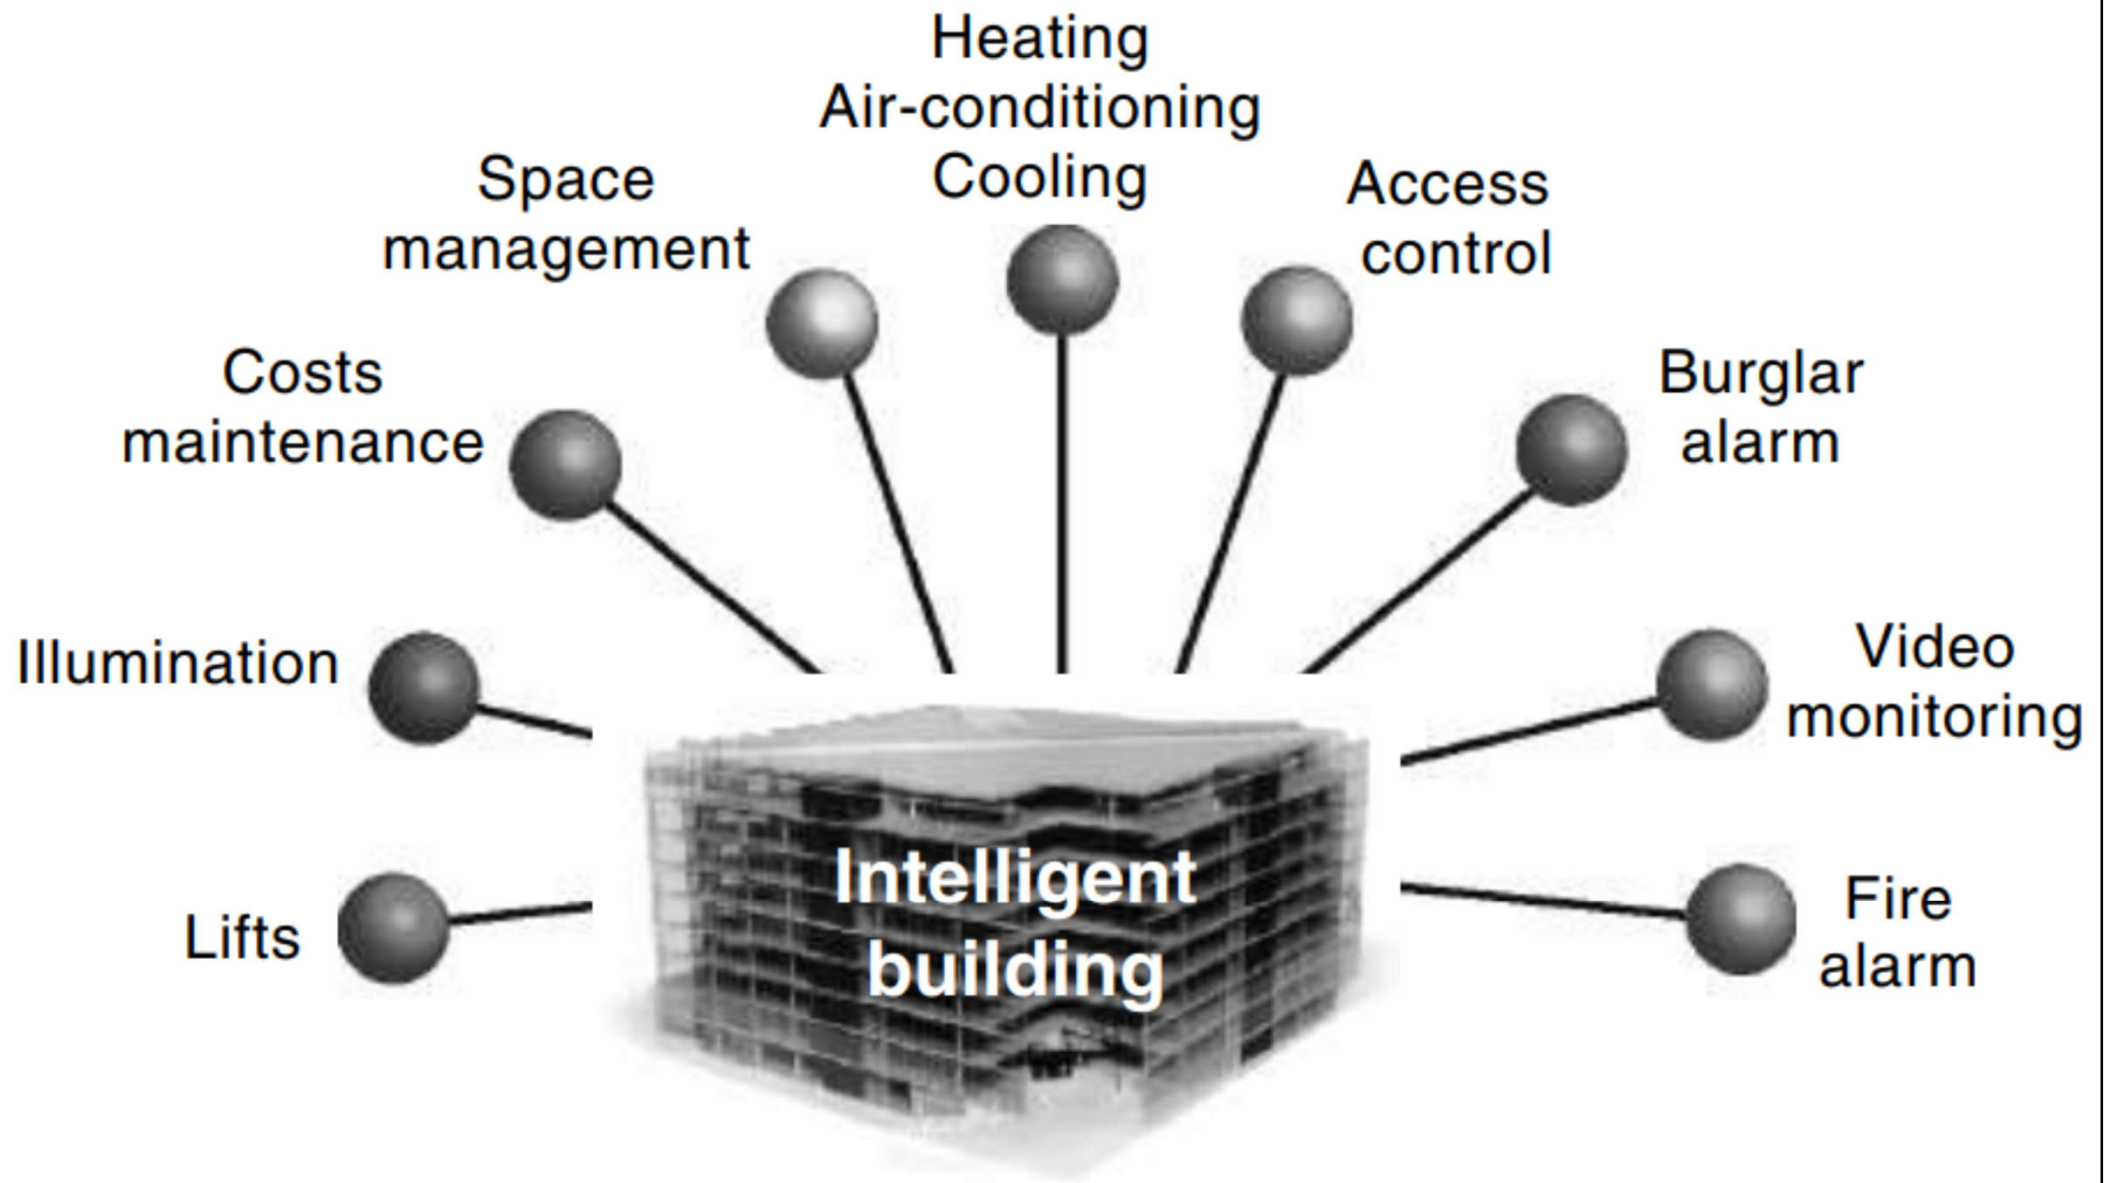 Heating
Air-conditioning
Cooling
Space
management
Access
control
Costs
maintenance
Burglar
alarm
Illumination
Video
monitoring
Lifts
Fire
alarm
Intelligent
building